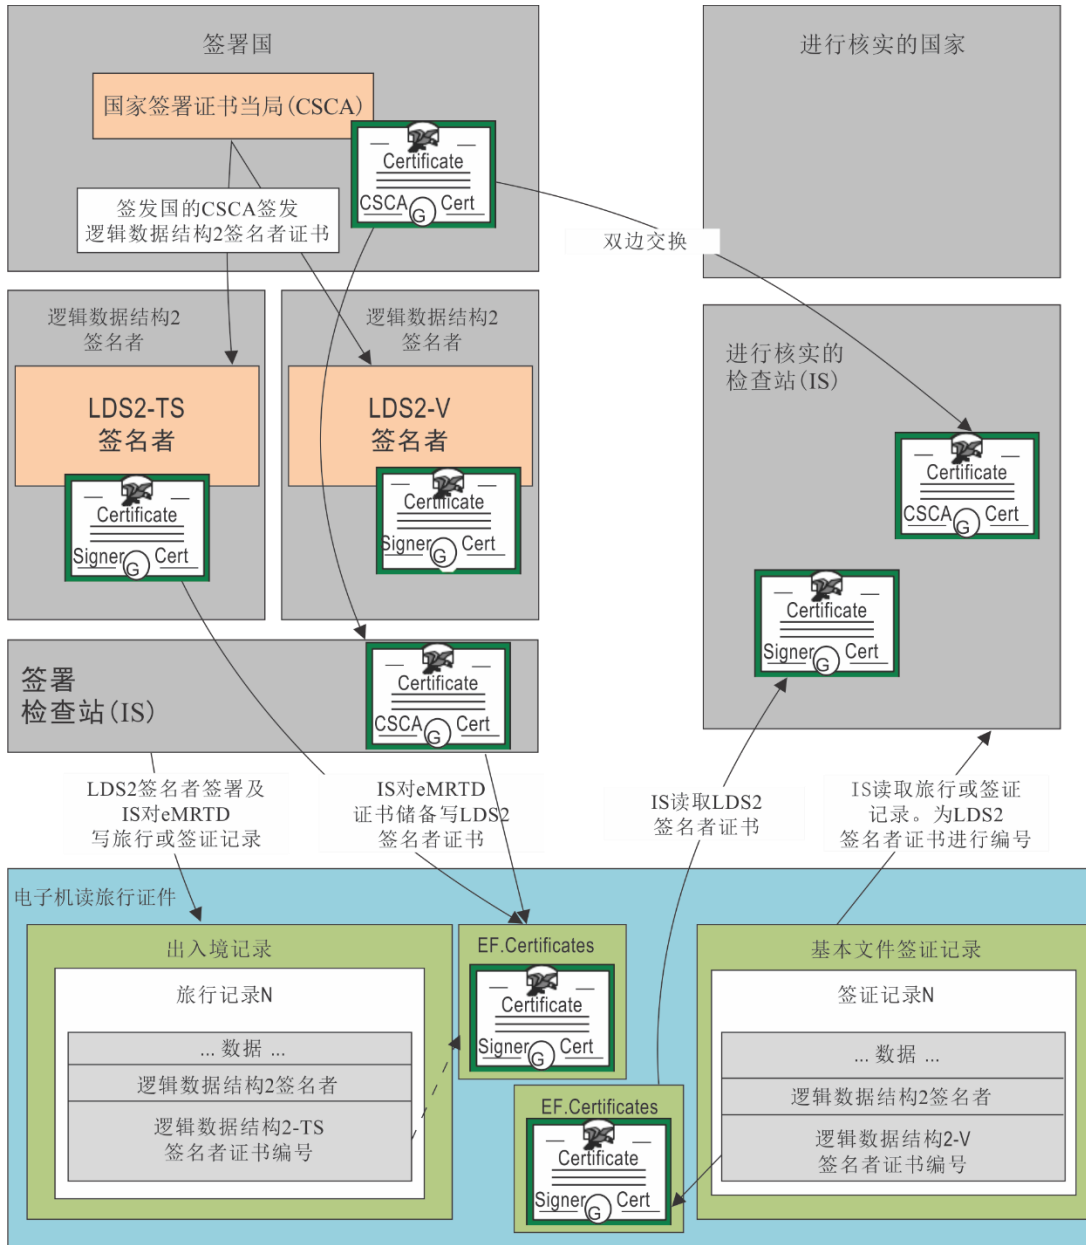 签署国
国家签署证书当局(CSCA)
Certificate
CSCA
G
Cert
签发国的CSCA签发
逻辑数据结构2签名者证书
进行核实的国家
双边交换
逻辑数据结构2
签名者
LDS2-TS
签名者
Certificate
Signer
G
Cert
逻辑数据结构2
签名者
LDS2-V
签名者
Certificate
Signer
G
Cert
进行核实的
检查站(IS)
Certificate
CSCA
G
Cert
Certificate
Signer
G
Cert
签署
检查站(IS)
Certificate
CSCA
G
Cert
LDS2签名者签署及
IS对eMRTD
写旅行或签证记录
IS对eMRTD
证书储备写LDS2
签名者证书
IS读取LDS2
签名者证书
IS读取旅行或签证
记录。为LDS2
签名者证书进行编号
电子机读旅行证件
出入境记录
旅行记录N
... 数据 ...
逻辑数据结构2签名者
逻辑数据结构2-TS
签名者证书编号
EF.Certificates
Certificate
Signer
G
Cert
EF.Certificates
Certificate
Signer
G
Cert
基本文件签证记录
签证记录N
... 数据 ...
逻辑数据结构2签名者
逻辑数据结构2-V
签名者证书编号